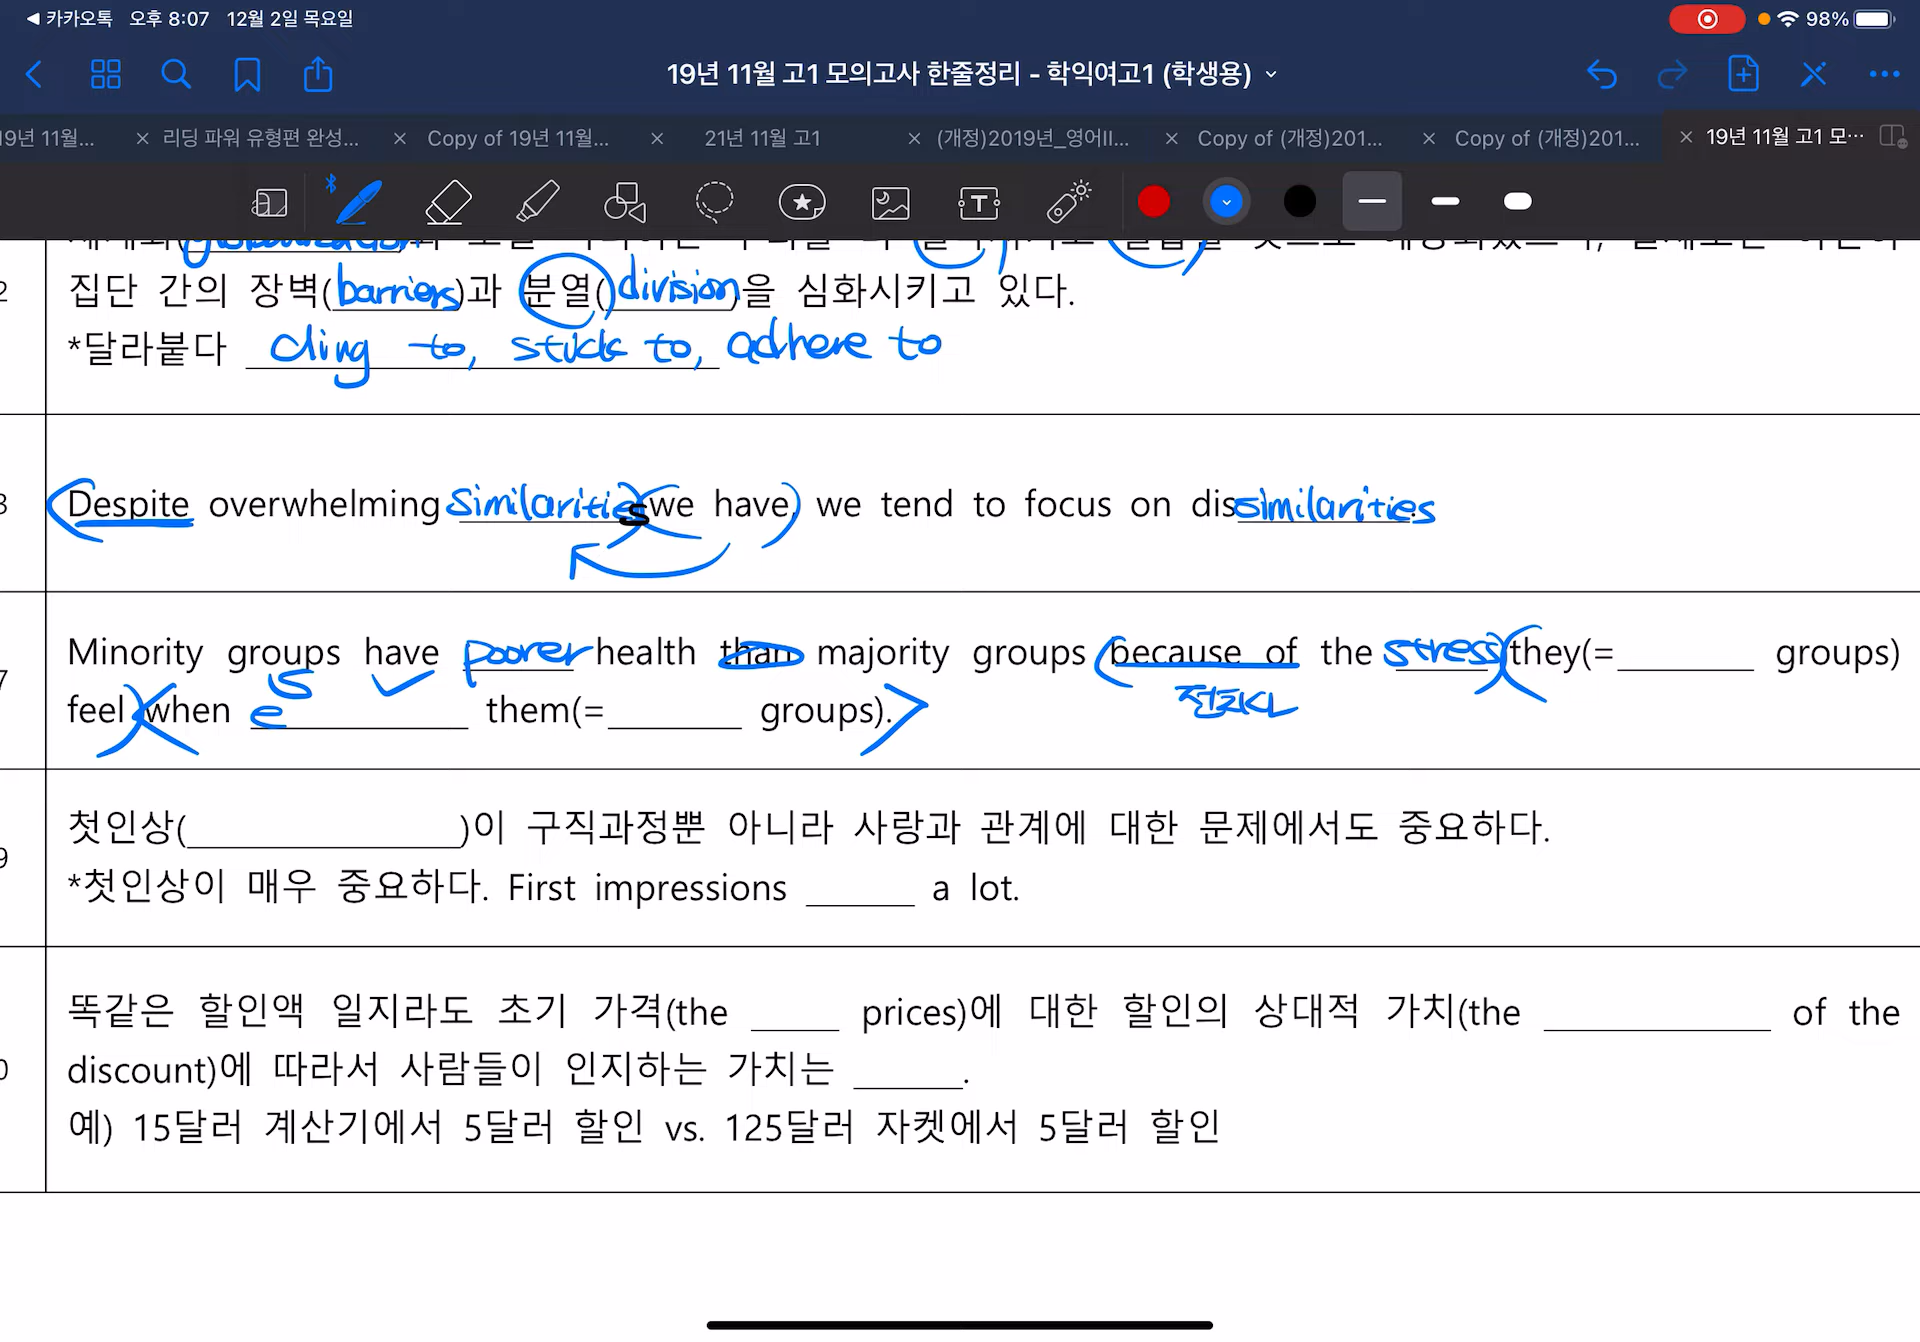 ◀ 카카오톡 오후 8:07 12월 2일 목요일 98%
19년 11월 고1 모의고사 한줄정리 - 학익여고1 (학생용)
19년 11월... × 리딩 파워 유형편 완성... × Copy of 19년 11월... × 21년 11월 고1 × (개정)2019년_영어II... × Copy of (개정)201... × Copy of (개정)201... × 19년 11월 고1 모...
집단 간의 장벽(barriers)과 분열(division)을 심화시키고 있다.
*달라붙다 cling to, stick to, adhere to
Despite overwhelming similarities we have, we tend to focus on dissimilarities.
Minority groups have poorer health than majority groups because of the stress they(=________ groups)
전치사
feel when e________ them(=________ groups).
첫인상(________)이 구직과정뿐 아니라 사랑과 관계에 대한 문제에서도 중요하다.
*첫인상이 매우 중요하다. First impressions ______ a lot.
똑같은 할인액 일지라도 초기 가격(the _____ prices)에 대한 할인의 상대적 가치(the ____________ of the
discount)에 따라서 사람들이 인지하는 가치는 ______.
예) 15달러 계산기에서 5달러 할인 vs. 125달러 자켓에서 5달러 할인